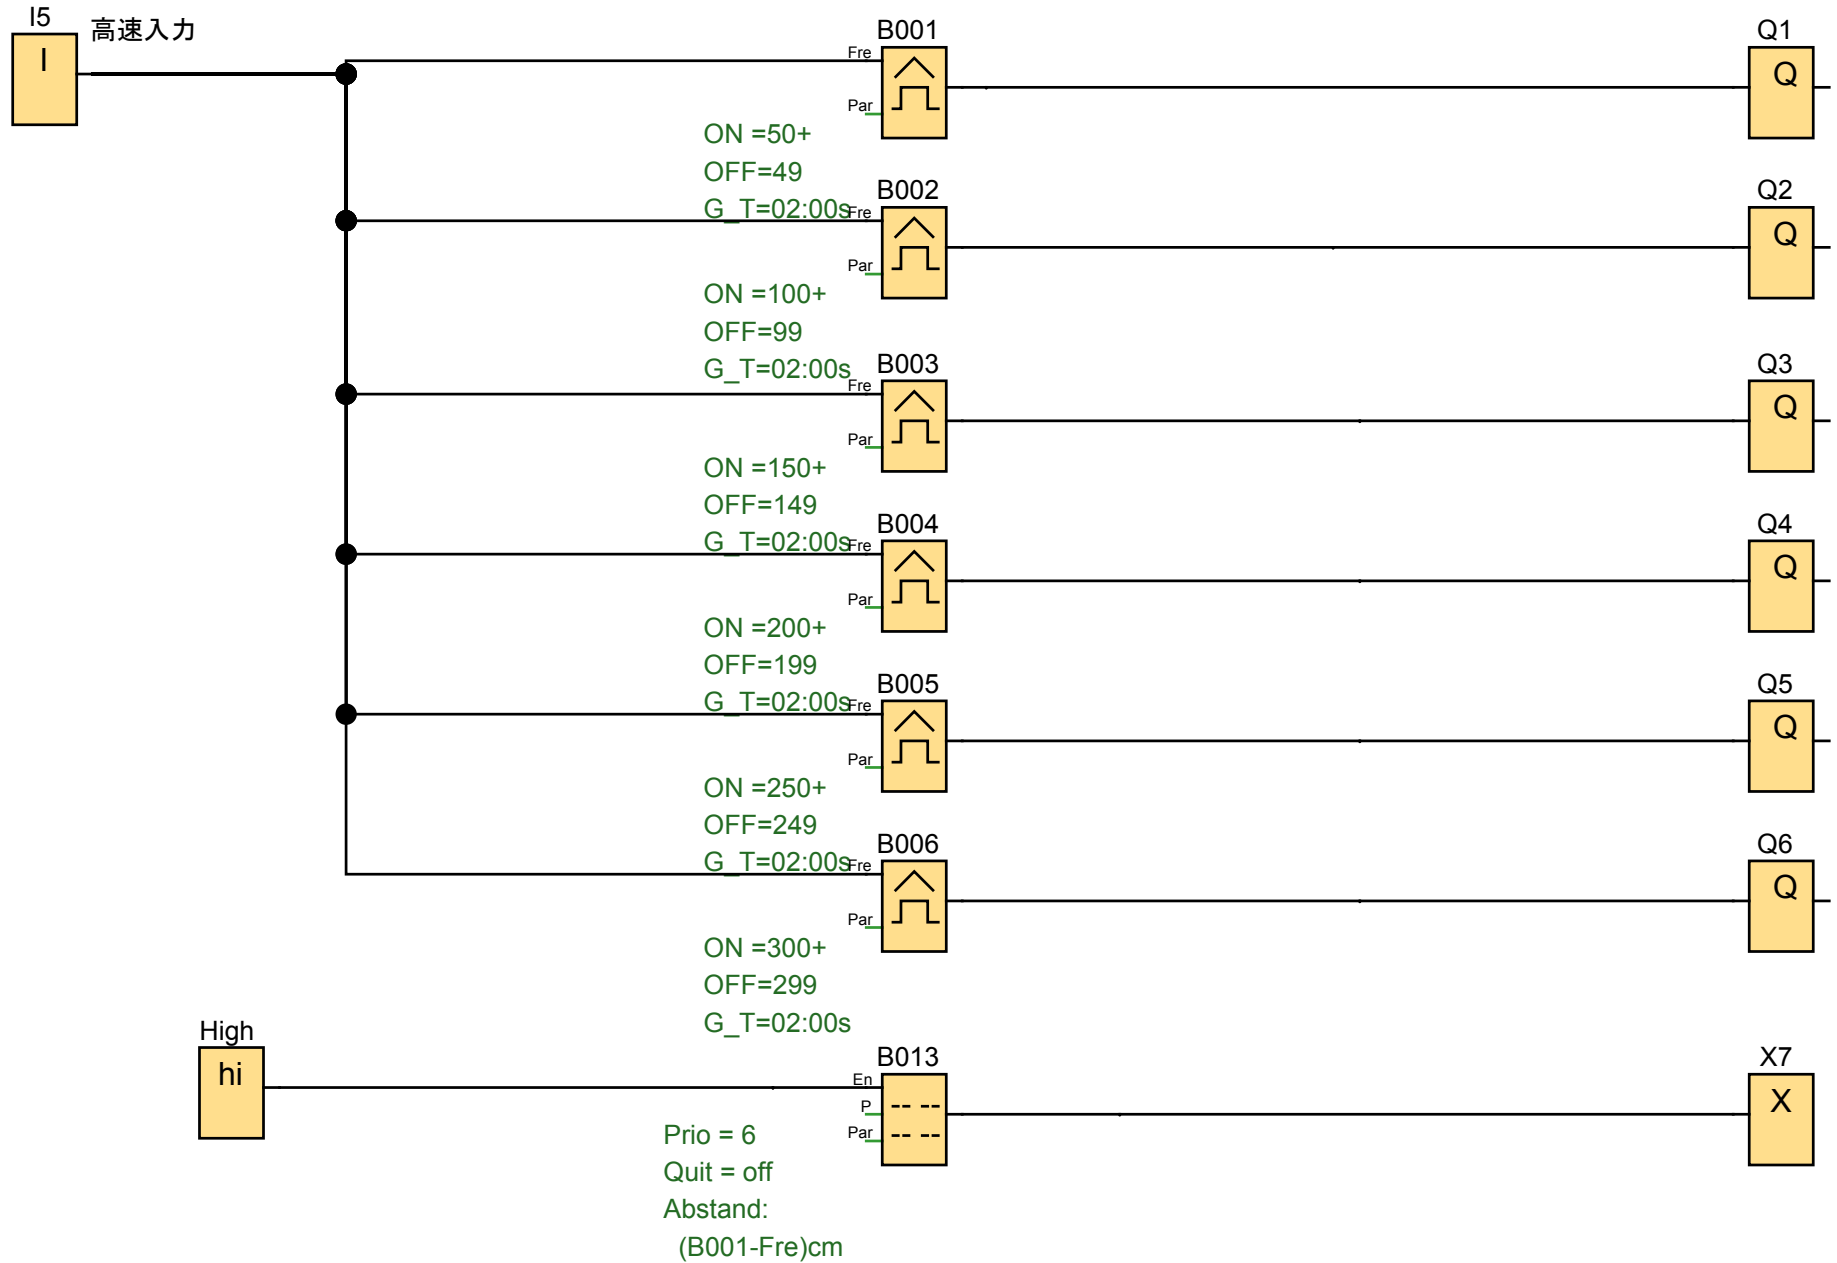 I5
高速入力
I
B001
Fre
Par
Q1
Q
ON =50+
OFF=49
G_T=02:00s
B002
Fre
Par
Q2
Q
ON =100+
OFF=99
G_T=02:00s
B003
Fre
Par
Q3
Q
ON =150+
OFF=149
G_T=02:00s
B004
Fre
Par
Q4
Q
ON =200+
OFF=199
G_T=02:00s
B005
Fre
Par
Q5
Q
ON =250+
OFF=249
G_T=02:00s
B006
Fre
Par
Q6
Q
ON =300+
OFF=299
G_T=02:00s
High
hi
B013
En
P
Par
X7
X
Prio = 6
Quit = off
Abstand:
(B001-Fre)cm